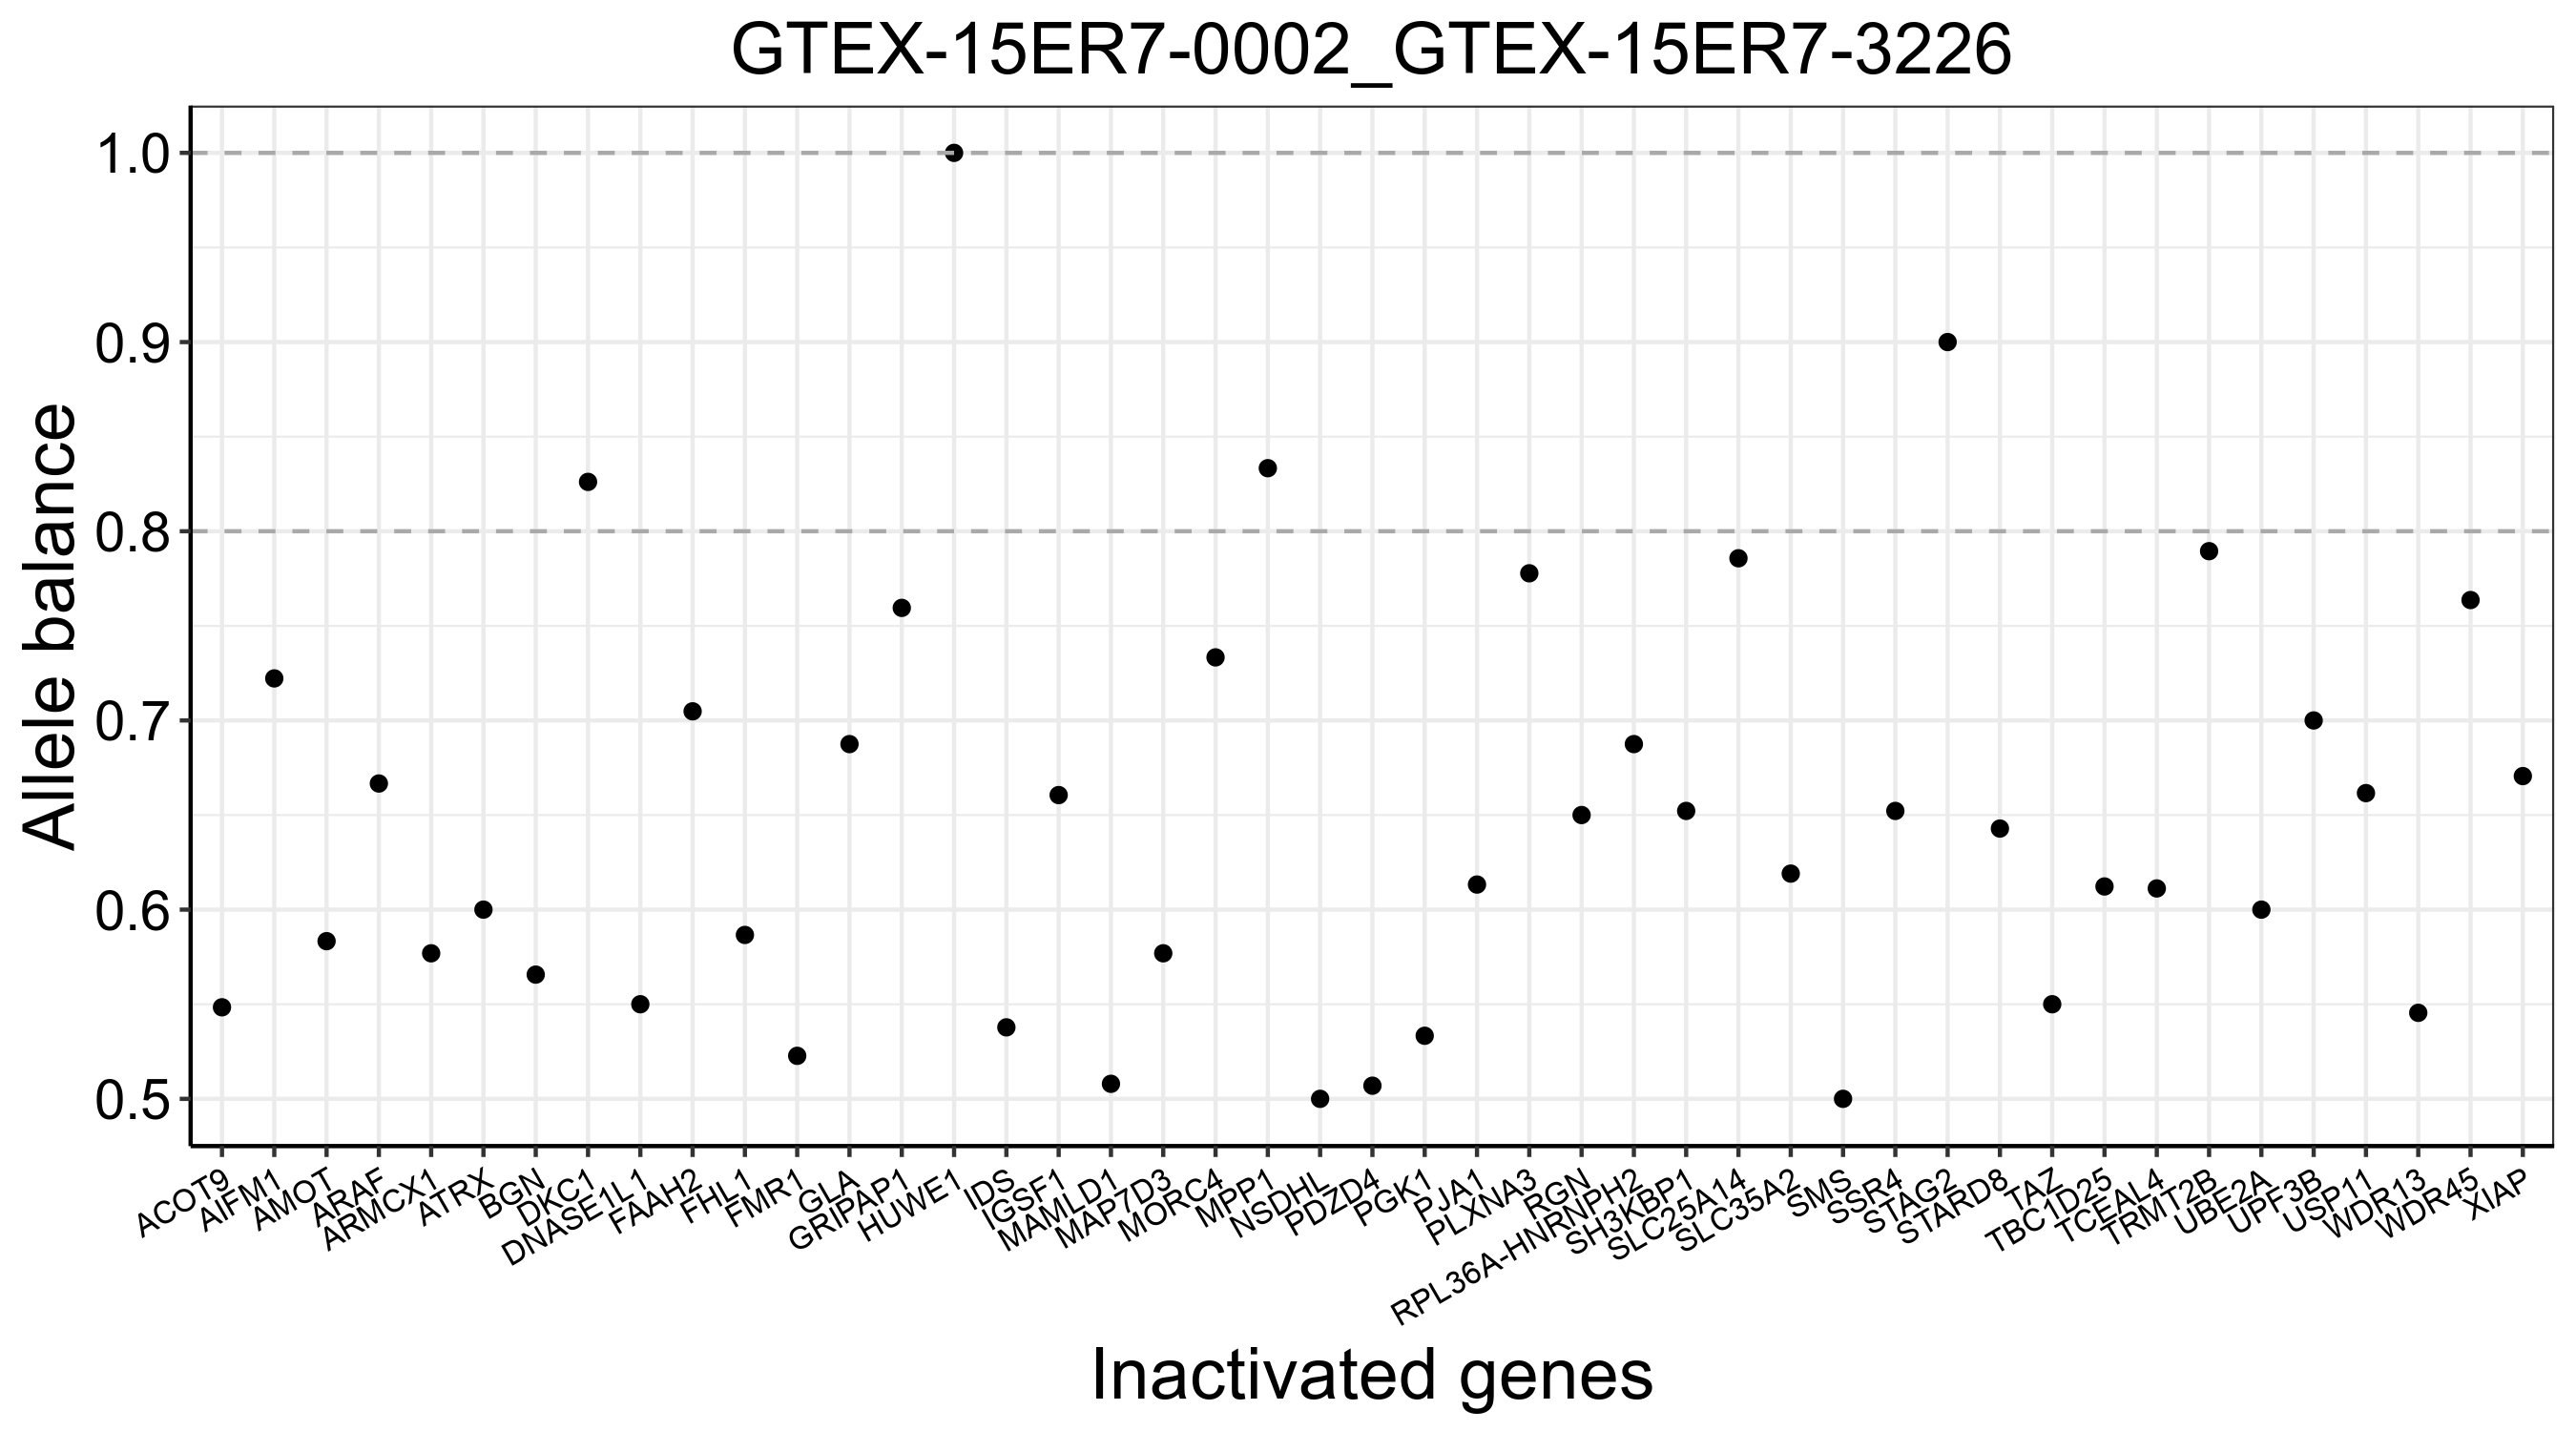 GTEX-15ER7-0002_GTEX-15ER7-3226
Allele balance
1.0
0.9
0.8
0.7
0.6
0.5
ACOT9
AIFM1
AMOT
ARAF
ARMCX1
ATRX
BGN
DKC1
DNASE1L1
FAAH2
FHL1
FMR1
GLA
GRIPAP1
HUWE1
IDS
IGSF1
MAMLD1
MAP7D3
MORC4
MPP1
NSDHL
PDZD4
PGK1
PJA1
PLXNA3
RGN
RPL36A-HNRNPH2
SH3KBP1
SLC25A14
SLC35A2
SMS
SSR4
STAG2
STARD8
TAZ
TBC1D25
TCEAL4
TRMT2B
UBE2A
UPF3B
USP11
WDR13
WDR45
XIAP
Inactivated genes